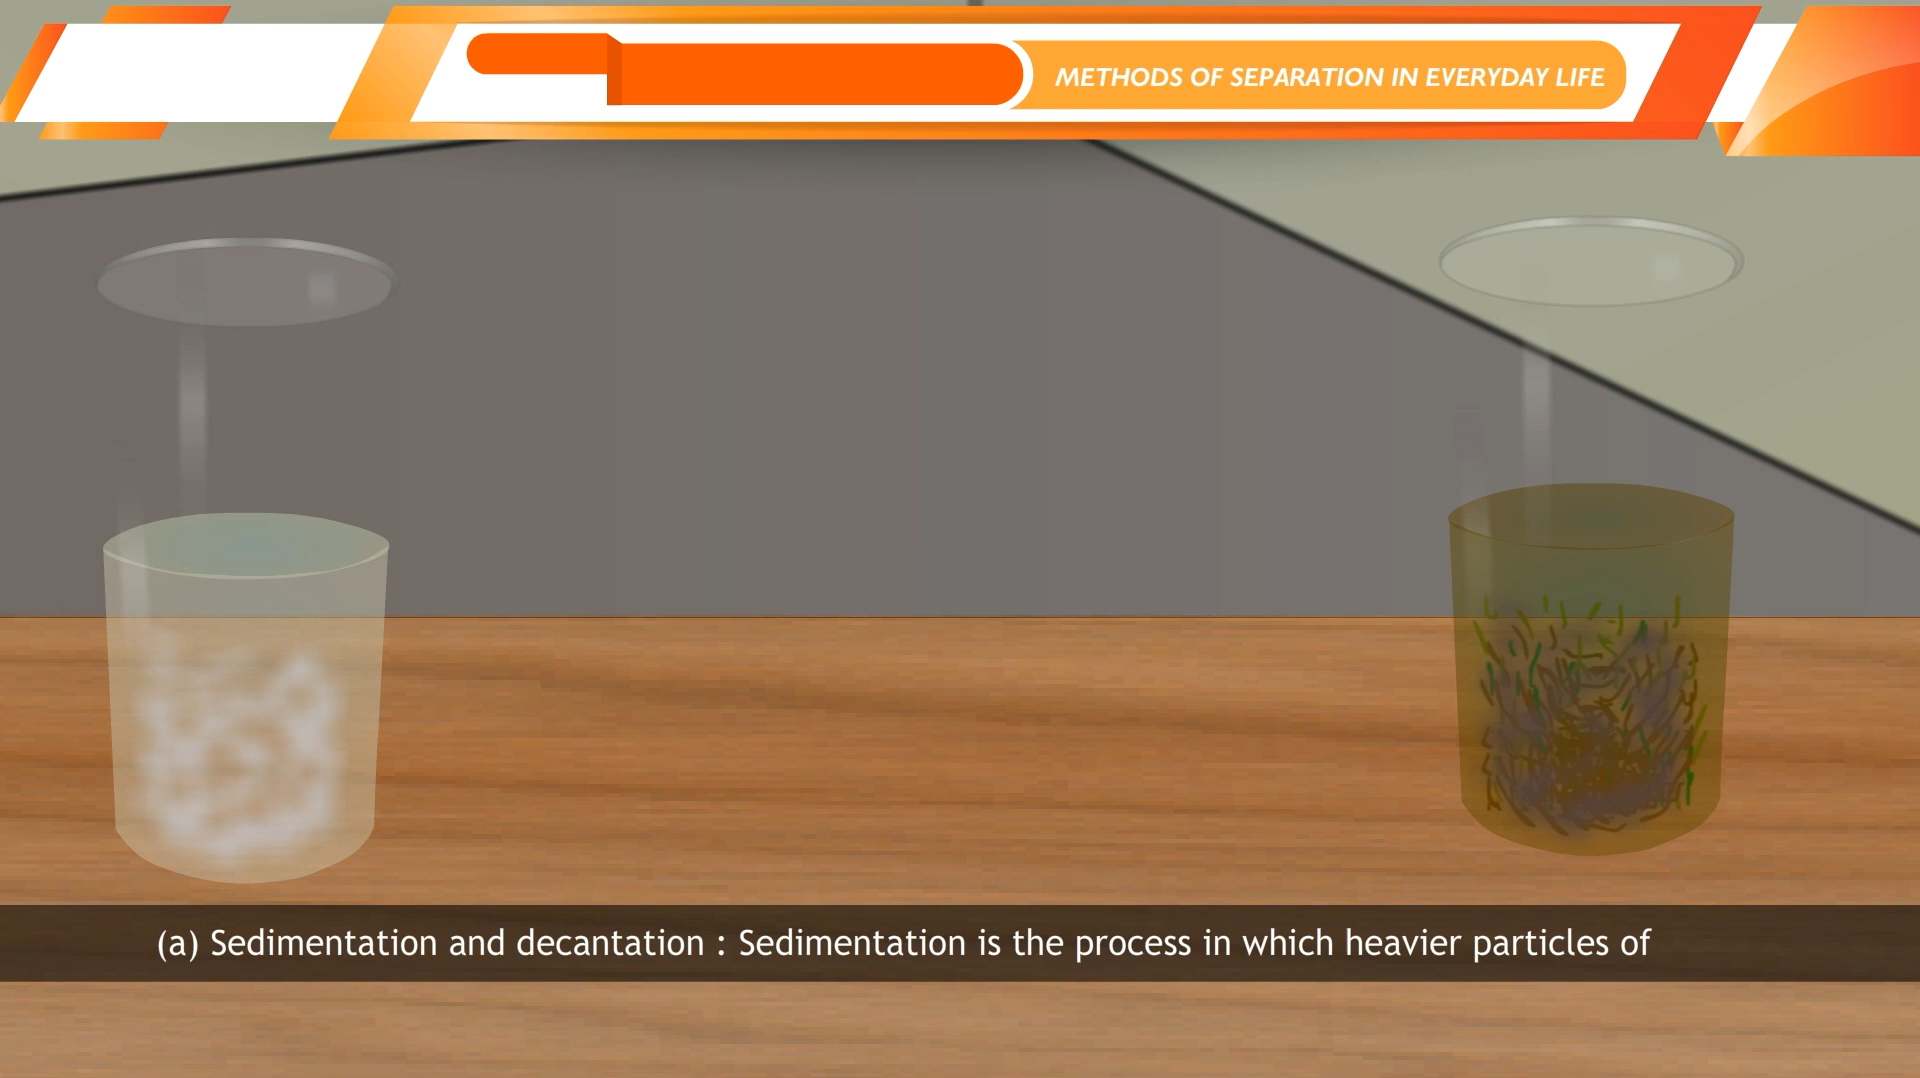 METHODS OF SEPARATION IN EVERYDAY LIFE
(a) Sedimentation and decantation : Sedimentation is the process in which heavier particles of